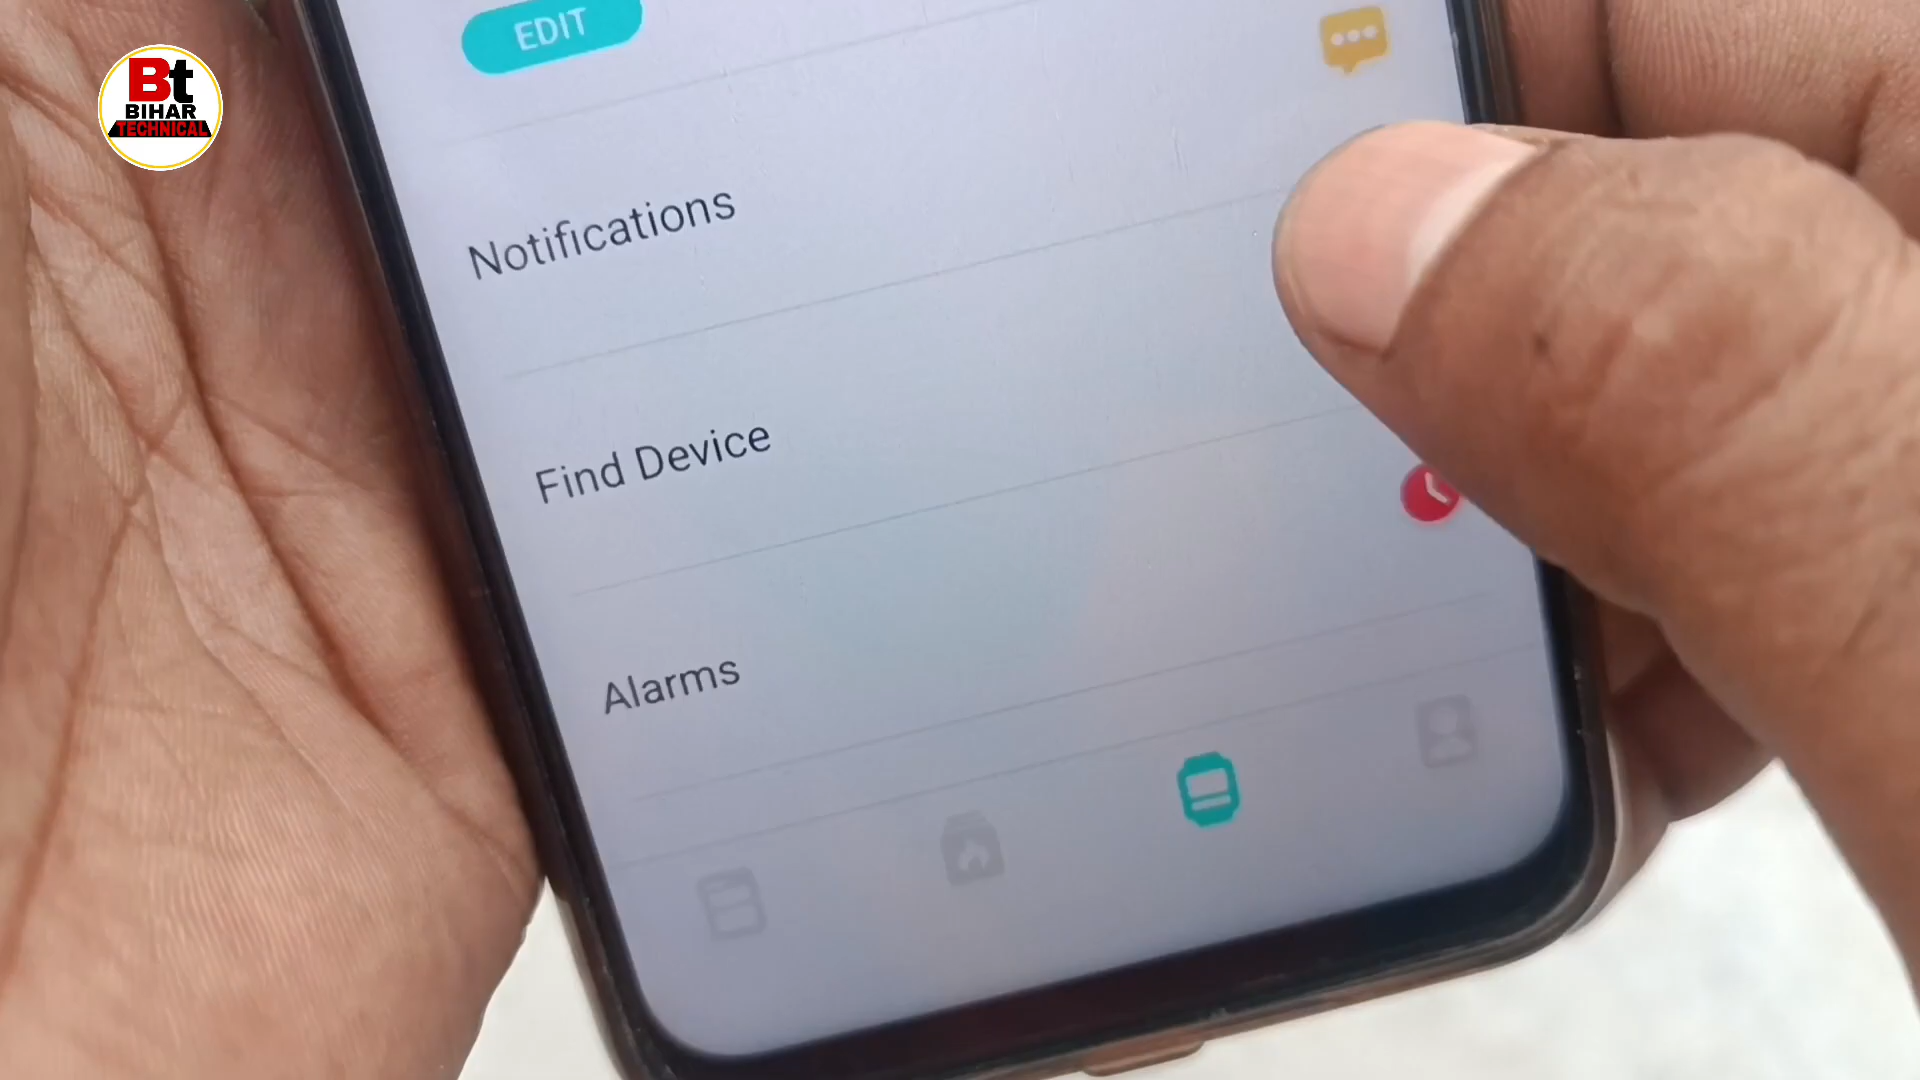 Bt
BIHAR
TECHNICAL
EDIT
Notifications
Find Device
Alarms